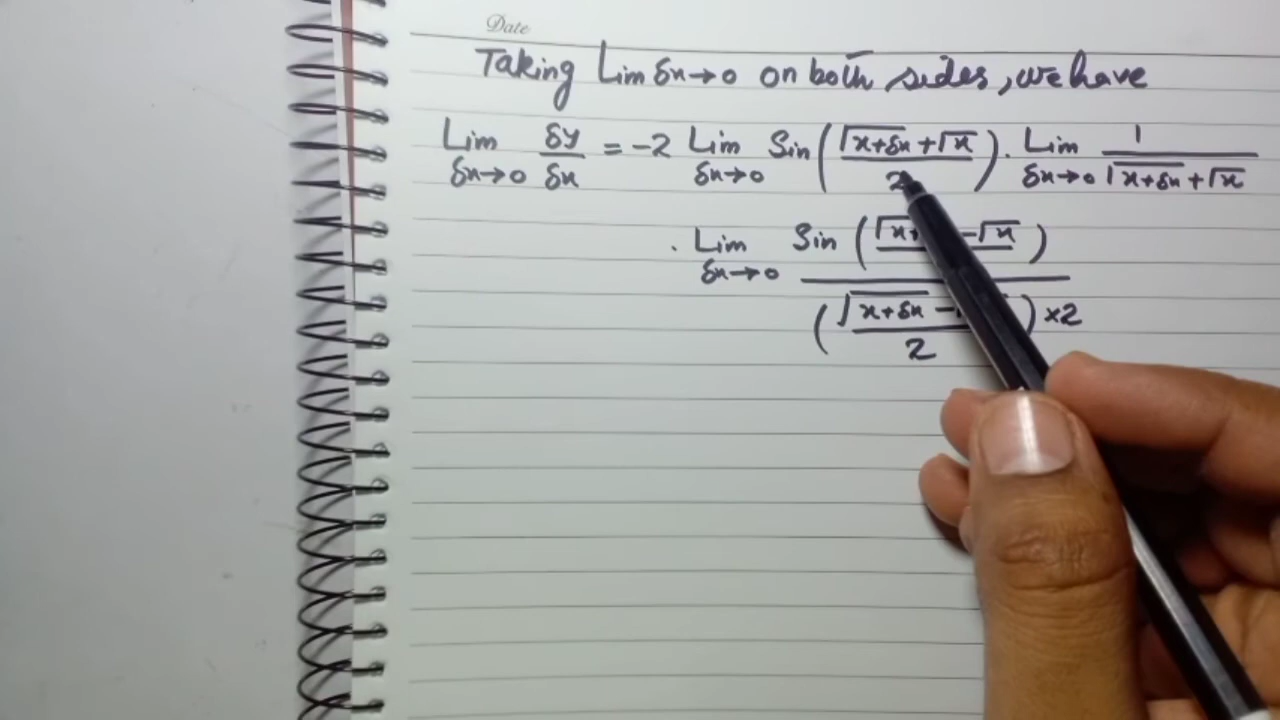 Date
Taking Lim δx→0 on both sides, we have
Lim δx→0 δy/δx = -2 Lim δx→0 Sin((√x+δx + √x)/2) . Lim δx→0 1/(√x+δx + √x)
. Lim δx→0 Sin (√x+ - √x)
((√x+δx - )/2) ×2